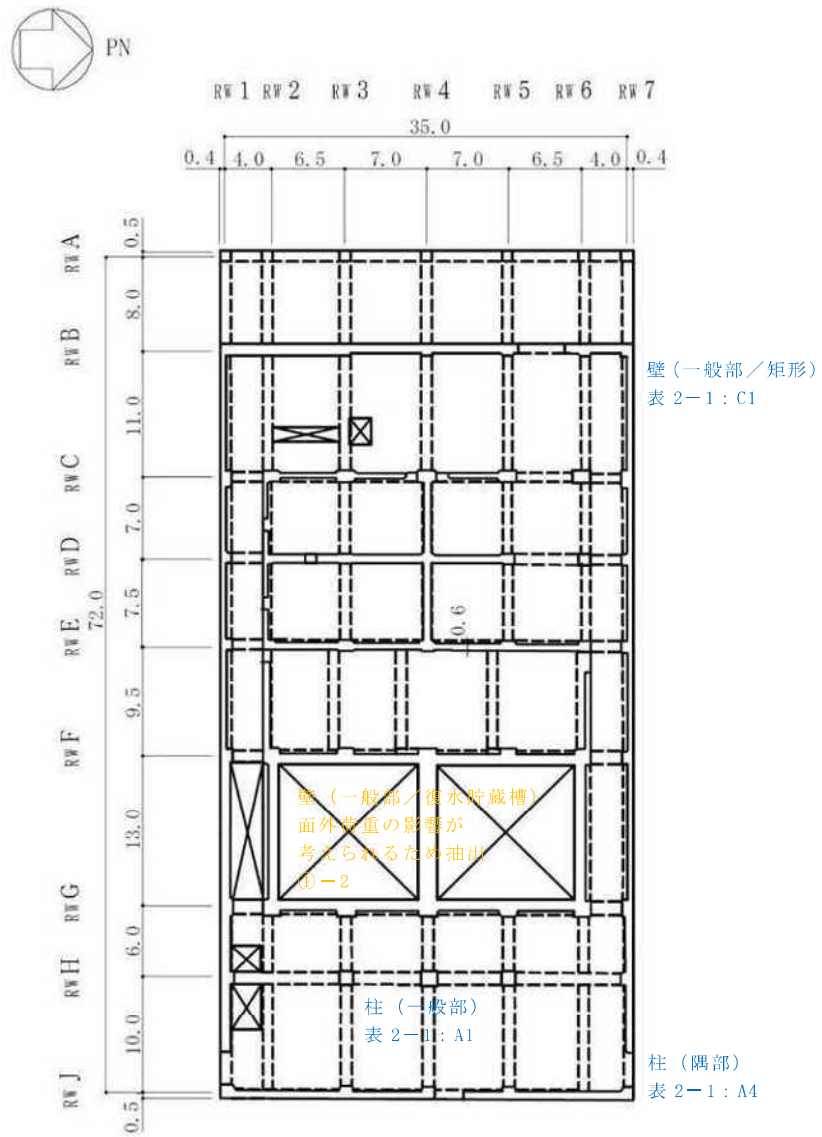 PN
RW 1 RW 2 RW 3 RW 4 RW 5 RW 6 RW 7
35.0
0.4 4.0 6.5 7.0 7.0 6.5 4.0 0.4
0.5
RW A
8.0
RW B
壁（一般部／矩形）
表 2－1：C1
11.0
RW C
7.0
RW D
72.0
7.5
0.6
RW E
9.5
RW F
壁（一般部／復水貯蔵槽）
面外荷重の影響が
考えられるため抽出
①－2
13.0
RW G
6.0
RW H
柱（一般部）
表 2－1：A1
10.0
柱（隅部）
表 2－1：A4
RW J
0.5